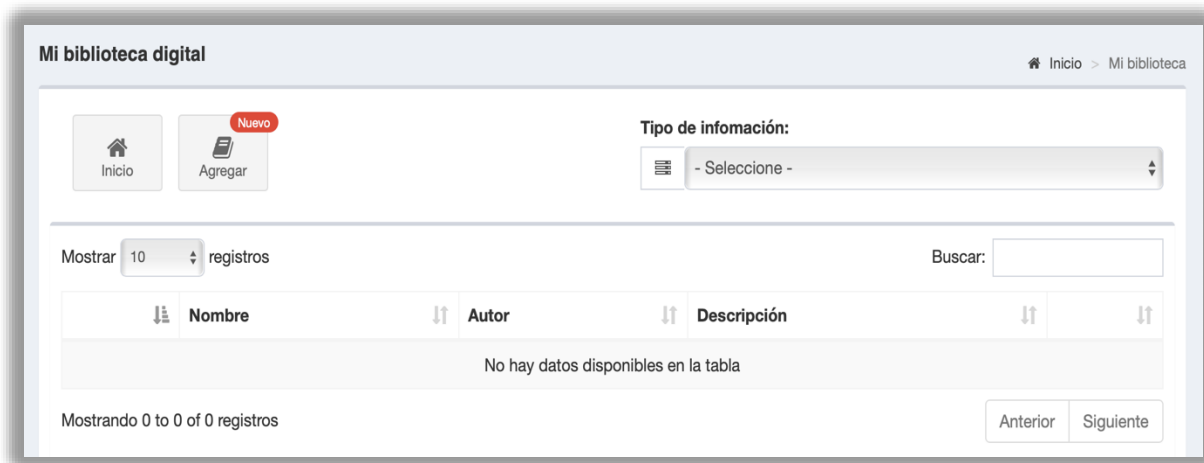 Mi biblioteca digital
Inicio > Mi biblioteca
Nuevo
Inicio
Agregar
Tipo de infomación:
- Seleccione -
Mostrar 10 registros
Buscar:
Nombre Autor Descripción
No hay datos disponibles en la tabla
Mostrando 0 to 0 of 0 registros
Anterior Siguiente